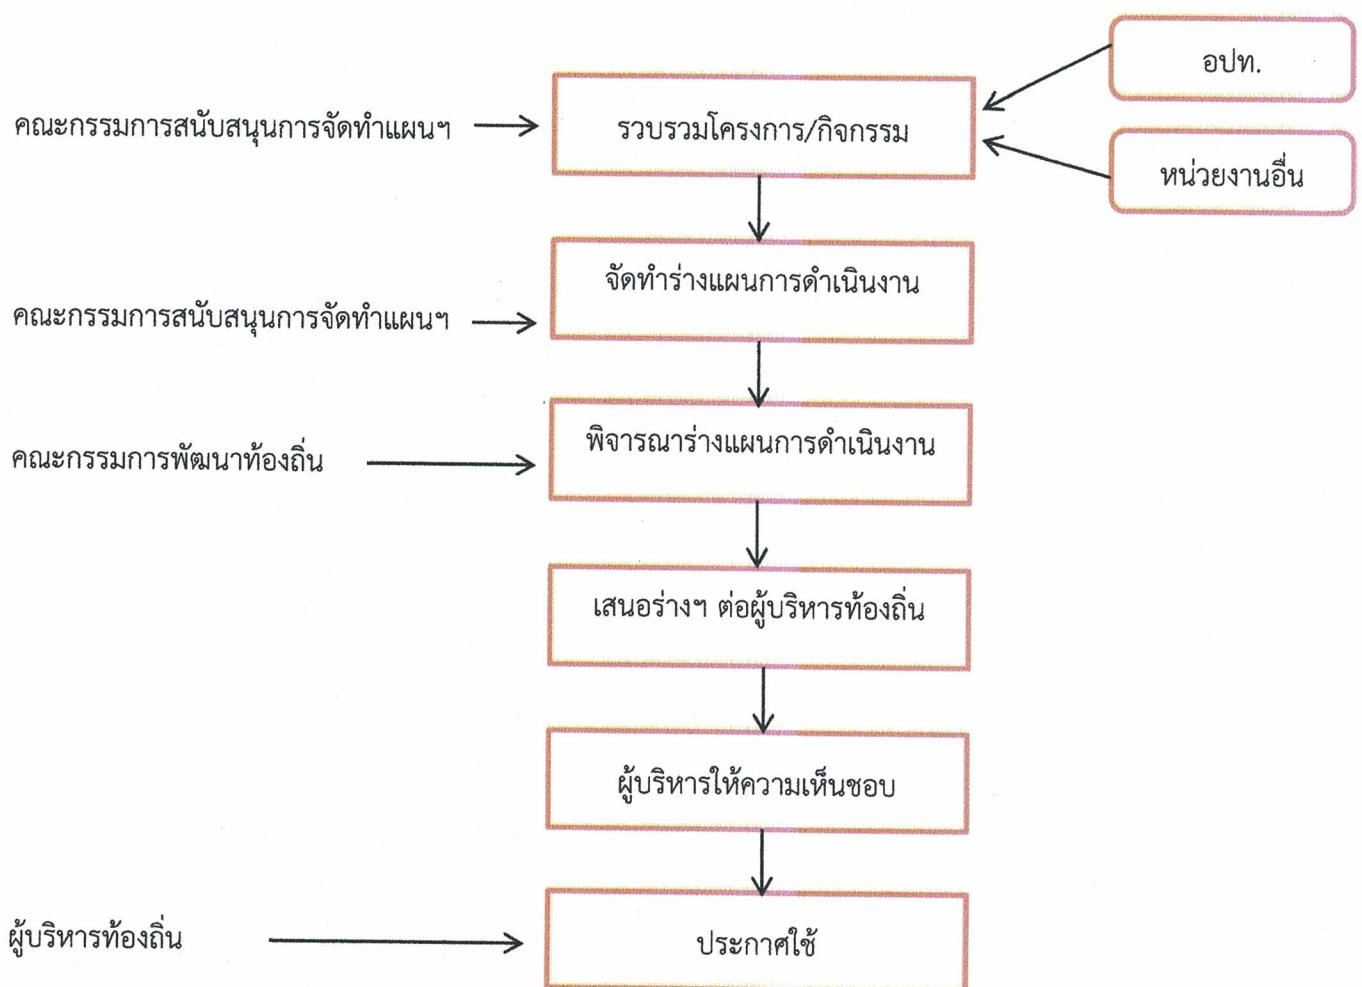 อปท.
คณะกรรมการสนับสนุนการจัดทำแผนฯ
รวบรวมโครงการ/กิจกรรม
หน่วยงานอื่น
จัดทำร่างแผนการดำเนินงาน
คณะกรรมการสนับสนุนการจัดทำแผนฯ
พิจารณาร่างแผนการดำเนินงาน
คณะกรรมการพัฒนาท้องถิ่น
เสนอร่างฯ ต่อผู้บริหารท้องถิ่น
ผู้บริหารให้ความเห็นชอบ
ผู้บริหารท้องถิ่น
ประกาศใช้